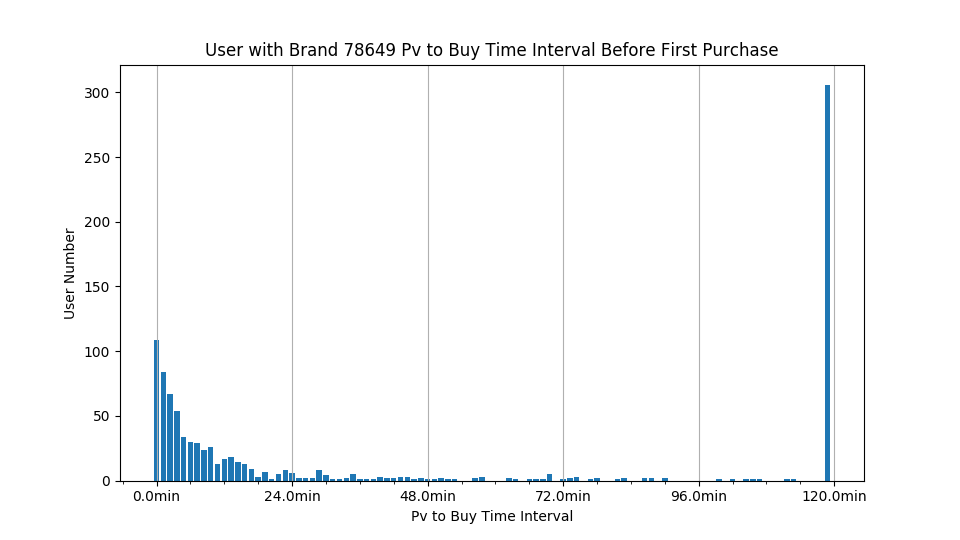 User with Brand 78649 Pv to Buy Time Interval Before First Purchase
300
250
200
150
100
50
0
User Number
0.0min 24.0min 48.0min 72.0min 96.0min 120.0min
Pv to Buy Time Interval